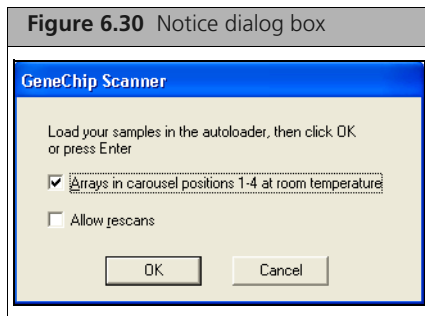 Figure 6.30 Notice dialog box
GeneChip Scanner
Load your samples in the autoloader, then click OK
or press Enter
Arrays in carousel positions 1-4 at room temperature
Allow rescans
OK Cancel